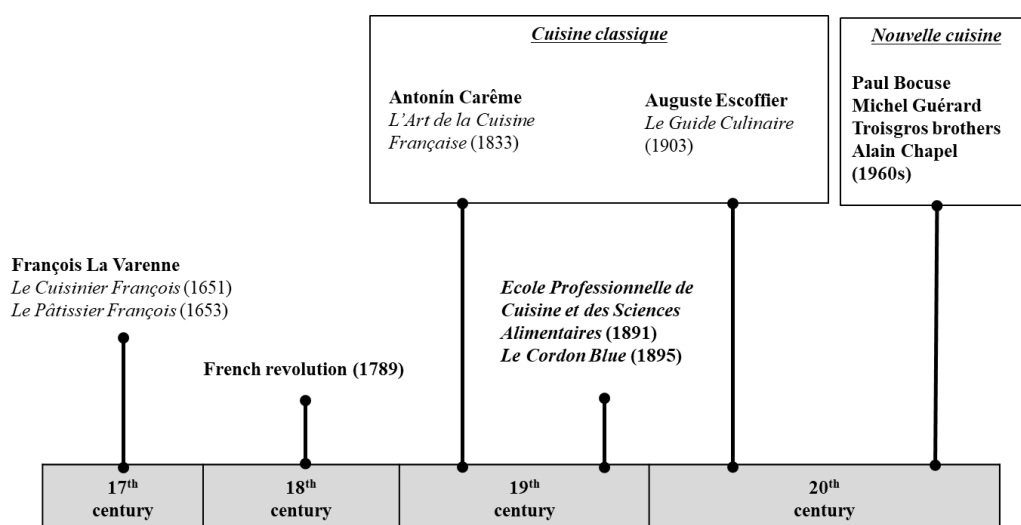 Cuisine classique
Antonín Carême
L'Art de la Cuisine
Française (1833)
Auguste Escoffier
Le Guide Culinaire
(1903)
Nouvelle cuisine
Paul Bocuse
Michel Guérard
Troisgros brothers
Alain Chapel
(1960s)
François La Varenne
Le Cuisinier François (1651)
Le Pâtissier François (1653)
French revolution (1789)
Ecole Professionnelle de
Cuisine et des Sciences
Alimentaires (1891)
Le Cordon Blue (1895)
17th
century
18th
century
19th
century
20th
century